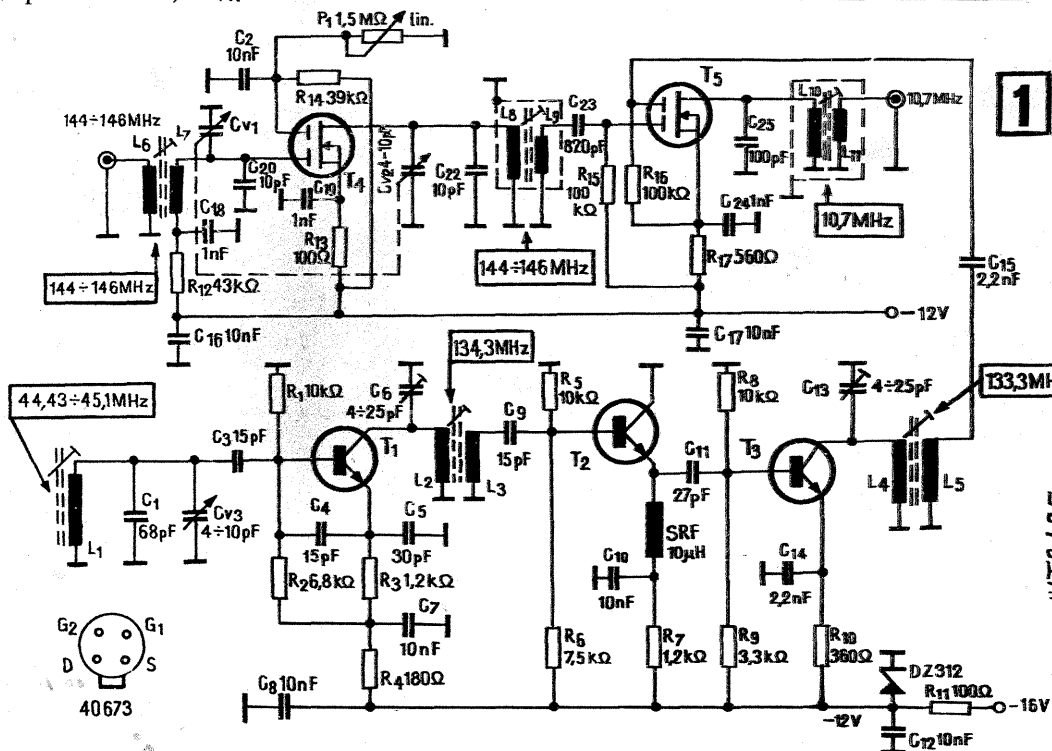 P1 1,5 MΩ lin.
C2
10nF
R14 39kΩ
144÷146MHz
L6
L7
Cv1
C20
10pF
T4
C19
1nF
C18
1nF
R13
100Ω
R12 43kΩ
144÷146MHz
C16 10nF
Cv2 4÷10pF
C22
10pF
L8
L9
C23
820pF
144÷146MHz
R15
100
kΩ
R16
100kΩ
T5
C25
100pF
L10
L11
10,7MHz
10,7MHz
C24 1nF
R17 560Ω
C17 10nF
-12V
C15
2,2nF
1
44,43÷45,1MHz
L1
C1
68pF
Cv3
4÷10pF
C3 15pF
R1 10kΩ
C6
4÷25pF
T1
134,3MHz
L2
L3
C4
15pF
C5
30pF
R2 6,8kΩ
R3 1,2kΩ
C7
10nF
R4 180Ω
C8 10nF
C9
15pF
R5
10kΩ
T2
C11
27pF
SRF
10μH
C10
10nF
R6
7,5kΩ
R7
1,2kΩ
R8
10kΩ
T3
R9
3,3kΩ
C14
2,2nF
R10
360Ω
C13
4÷25pF
133,3MH
L4
L5
DZ312
R11 100Ω
-16V
-12V
C12 10nF
G2
G1
D
S
40673